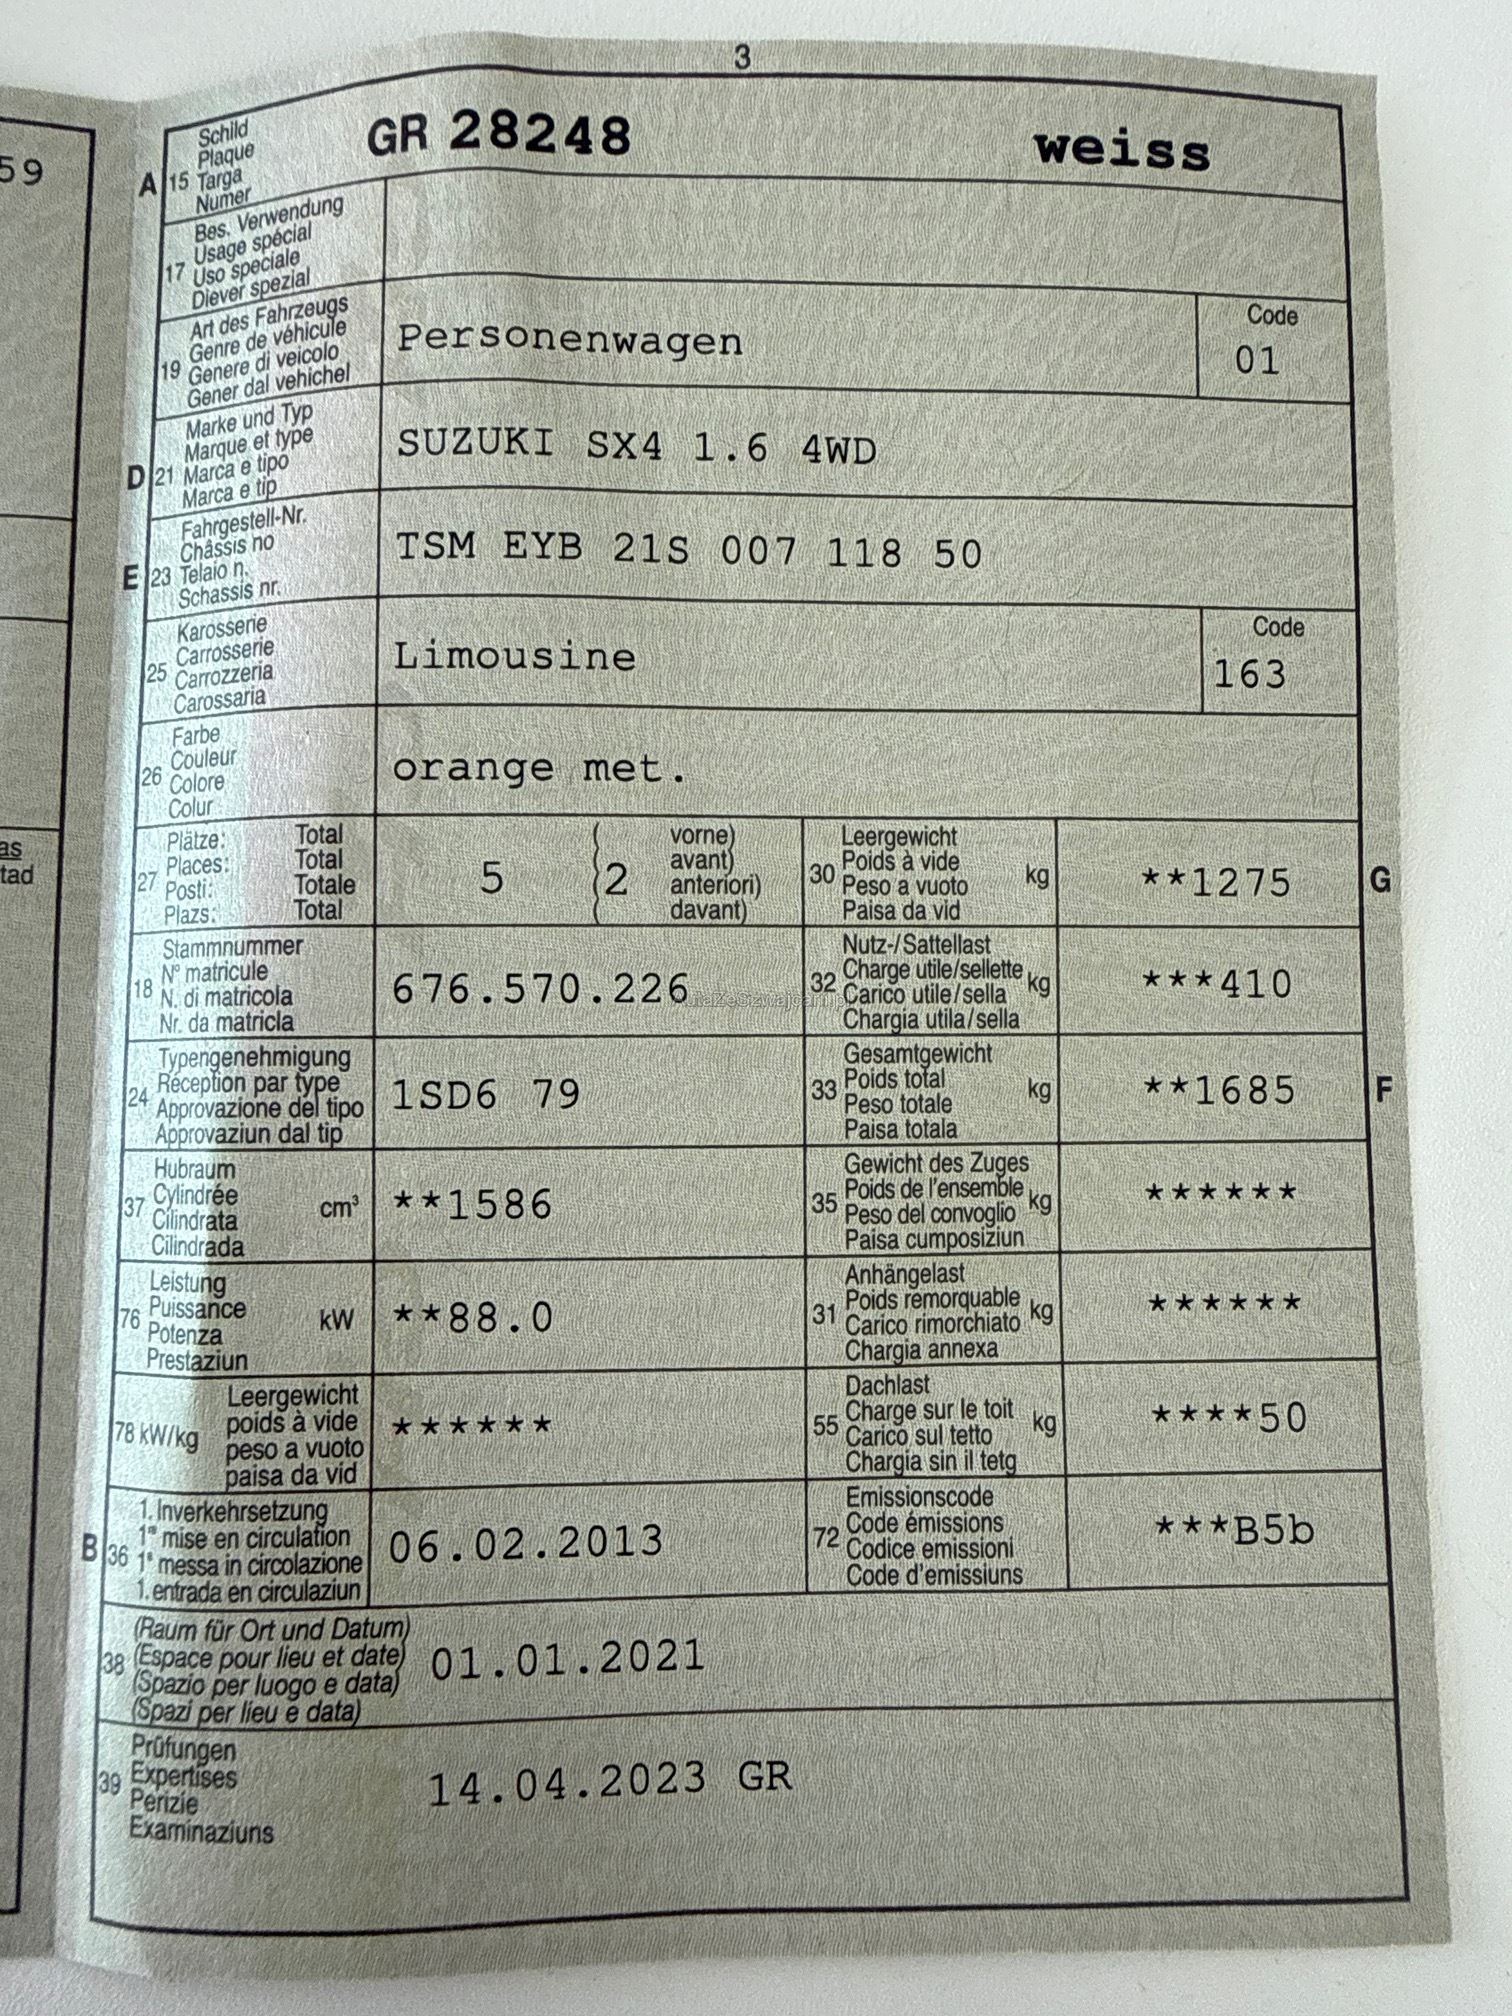 3
59
as
tad
A 15 Schild
Plaque
Targa
Numer
GR 28248 weiss
17 Bes. Verwendung
Usage spécial
Uso speciale
Diever spezial
19 Art des Fahrzeugs
Genre de véhicule
Genere di veicolo
Gener dal vehichel
Personenwagen
Code
01
D 21 Marke und Typ
Marque et type
Marca e tipo
Marca e tip
SUZUKI SX4 1.6 4WD
E 23 Fahrgestell-Nr.
Châssis no
Telaio n.
Schassis nr.
TSM EYB 21S 007 118 50
25 Karosserie
Carrosserie
Carrozzeria
Carossaria
Limousine
Code
163
26 Farbe
Couleur
Colore
Colur
orange met.
27 Plätze: Total
Places: Total
Posti: Totale
Plazs: Total
5 (2 vorne)
avant)
anteriori)
davant)
30 Leergewicht
Poids à vide
Peso a vuoto
Paisa da vid
kg
**1275
G
18 Stammnummer
N° matricule
N. di matricola
Nr. da matricla
676.570.226
32 Nutz-/Sattellast
Charge utile/sellette
Carico utile/sella
Chargia utila/sella
kg
***410
24 Typengenehmigung
Réception par type
Approvazione del tipo
Approvaziun dal tip
1SD6 79
33 Gesamtgewicht
Poids total
Peso totale
Paisa totala
kg
**1685
F
37 Hubraum
Cylindrée
Cilindrata
Cilindrada
cm³
**1586
35 Gewicht des Zuges
Poids de l'ensemble
Peso del convoglio
Paisa cumposiziun
kg
******
76 Leistung
Puissance
Potenza
Prestaziun
kW
**88.0
31 Anhängelast
Poids remorquable
Carico rimorchiato
Chargia annexa
kg
******
78 kW/kg Leergewicht
poids à vide
peso a vuoto
paisa da vid
******
55 Dachlast
Charge sur le toit
Carico sul tetto
Chargia sin il tetg
kg
****50
B 36 1. Inverkehrsetzung
1re mise en circulation
1a messa in circolazione
1. entrada en circulaziun
06.02.2013
72 Emissionscode
Code émissions
Codice emissioni
Code d'emissiuns
***B5b
38 (Raum für Ort und Datum)
(Espace pour lieu et date)
(Spazio per luogo e data)
(Spazi per lieu e data)
01.01.2021
39 Prüfungen
Expertises
Perizie
Examinaziuns
14.04.2023 GR